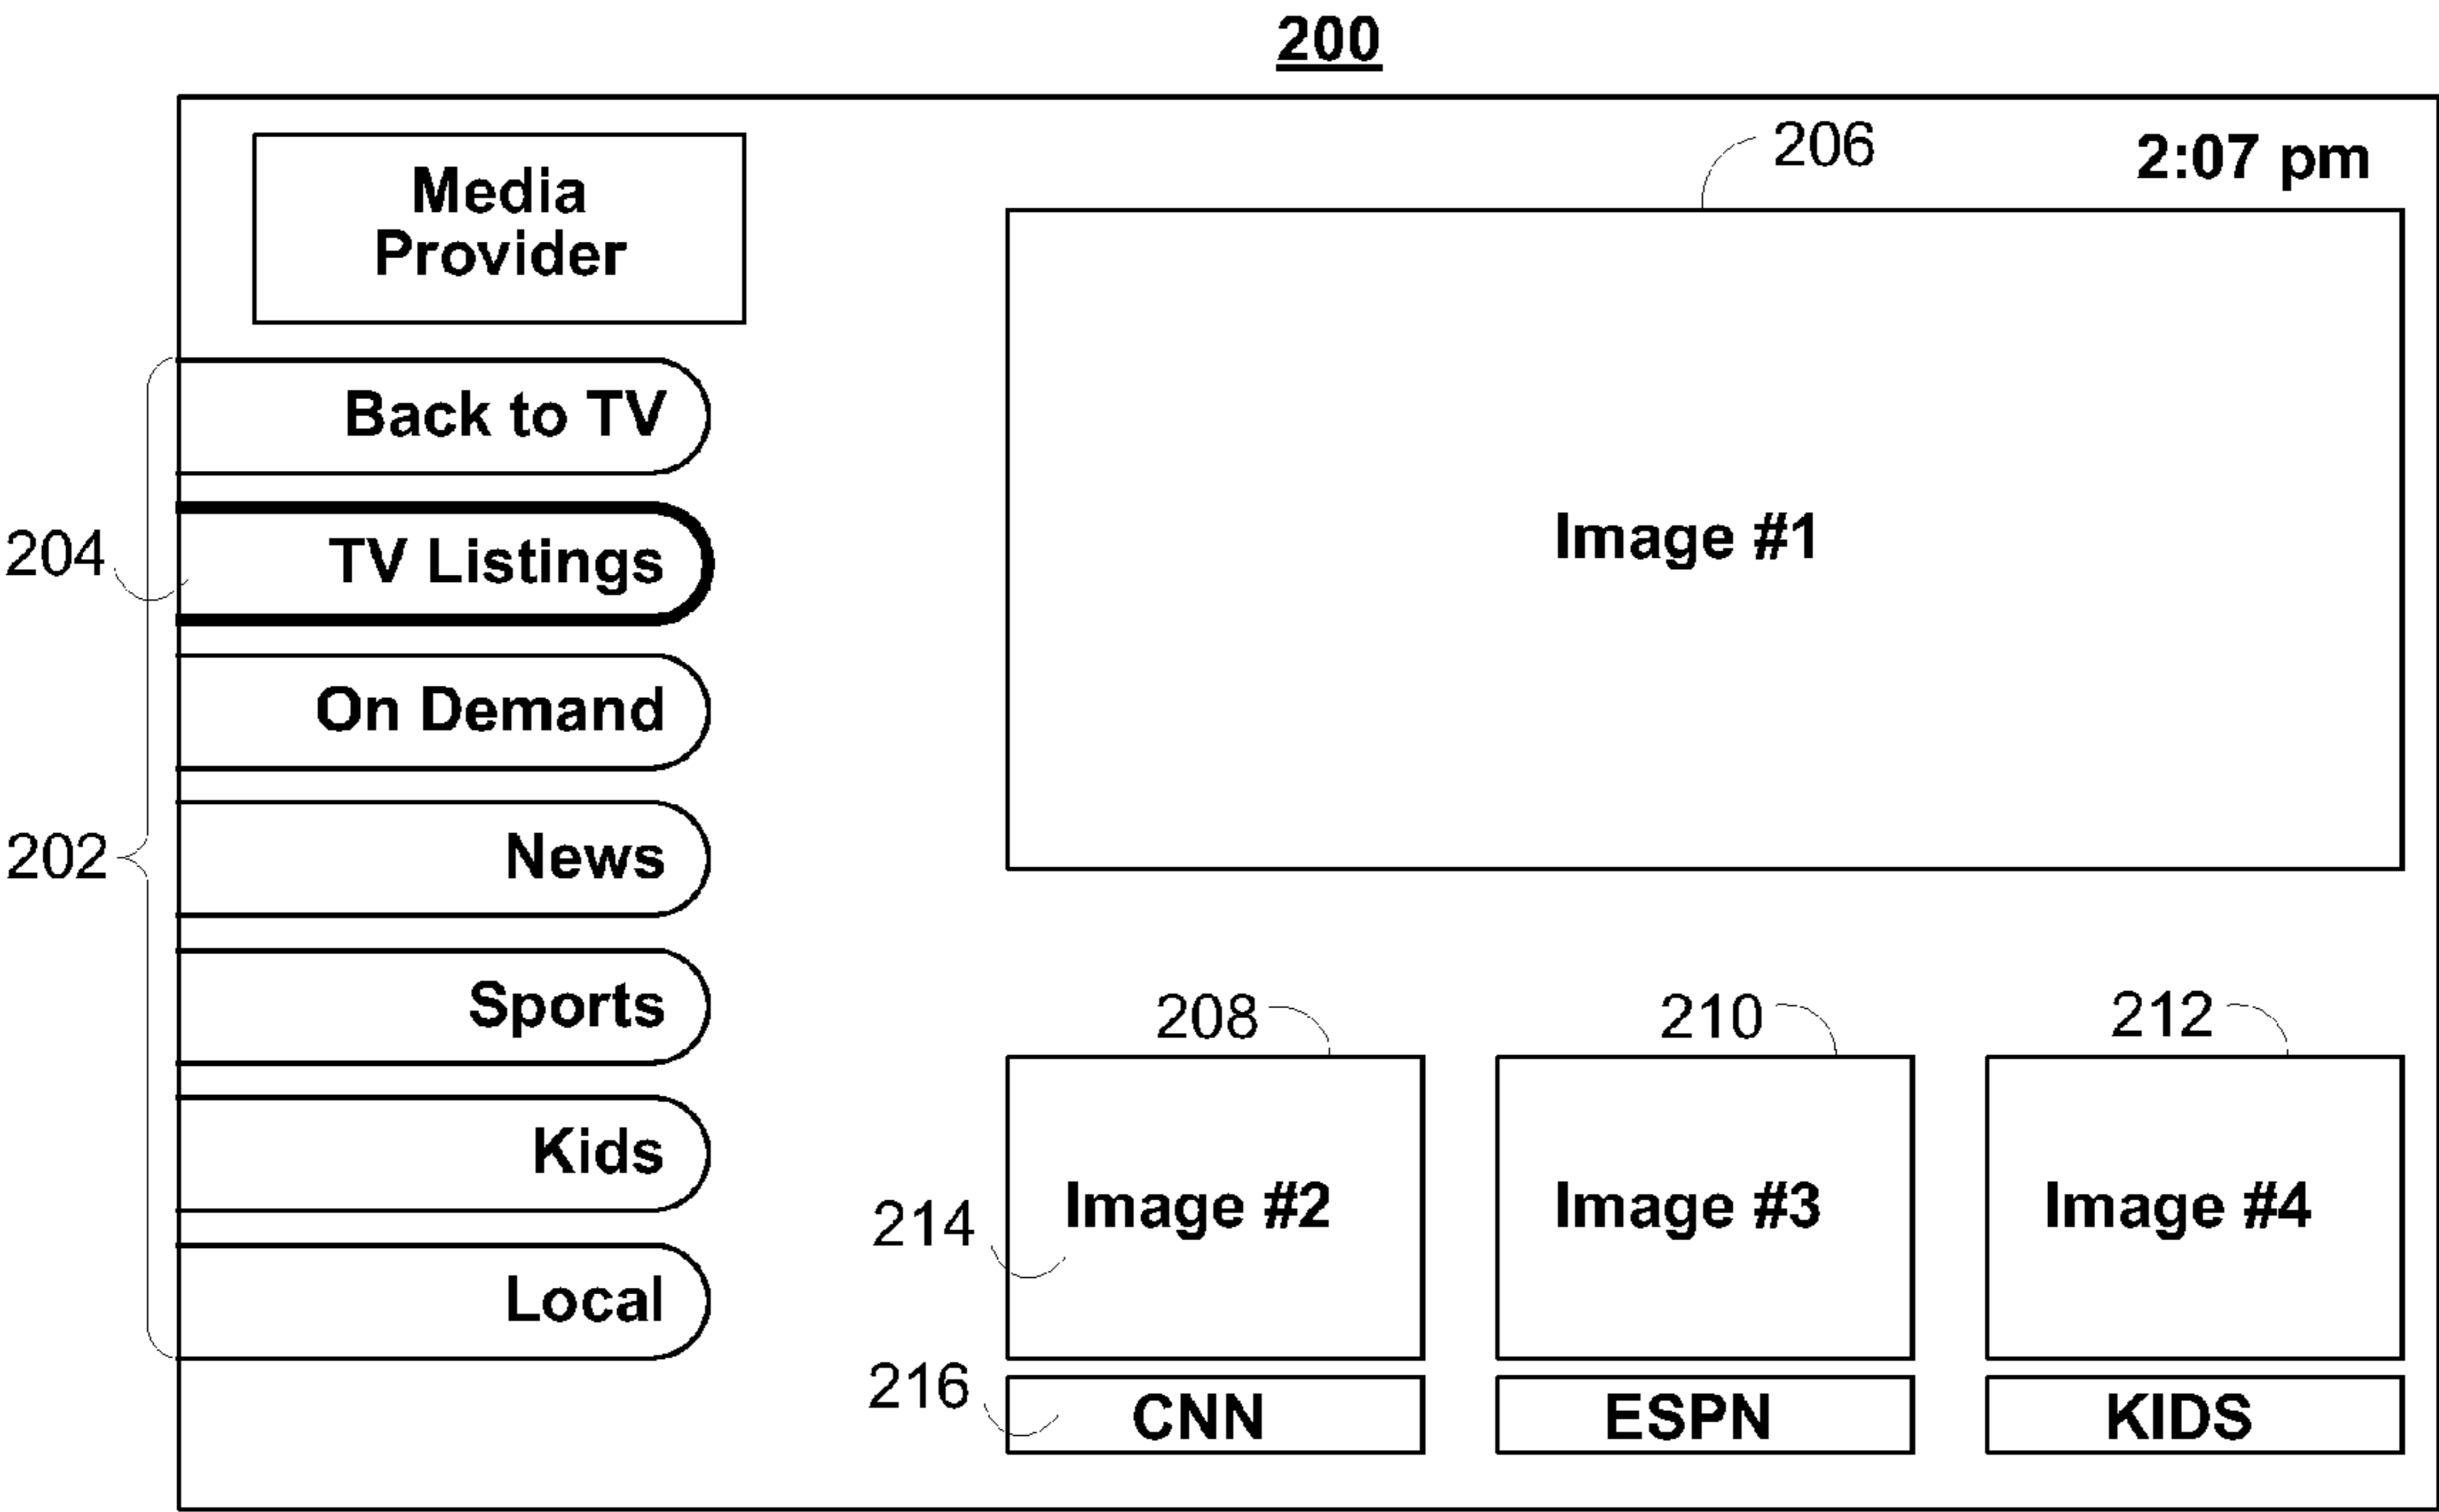 200
Media
Provider
206
2:07 pm
Back to TV
204
TV Listings
Image #1
On Demand
202
News
Sports
208
210
212
Kids
214
Image #2
Image #3
Image #4
Local
216
CNN
ESPN
KIDS